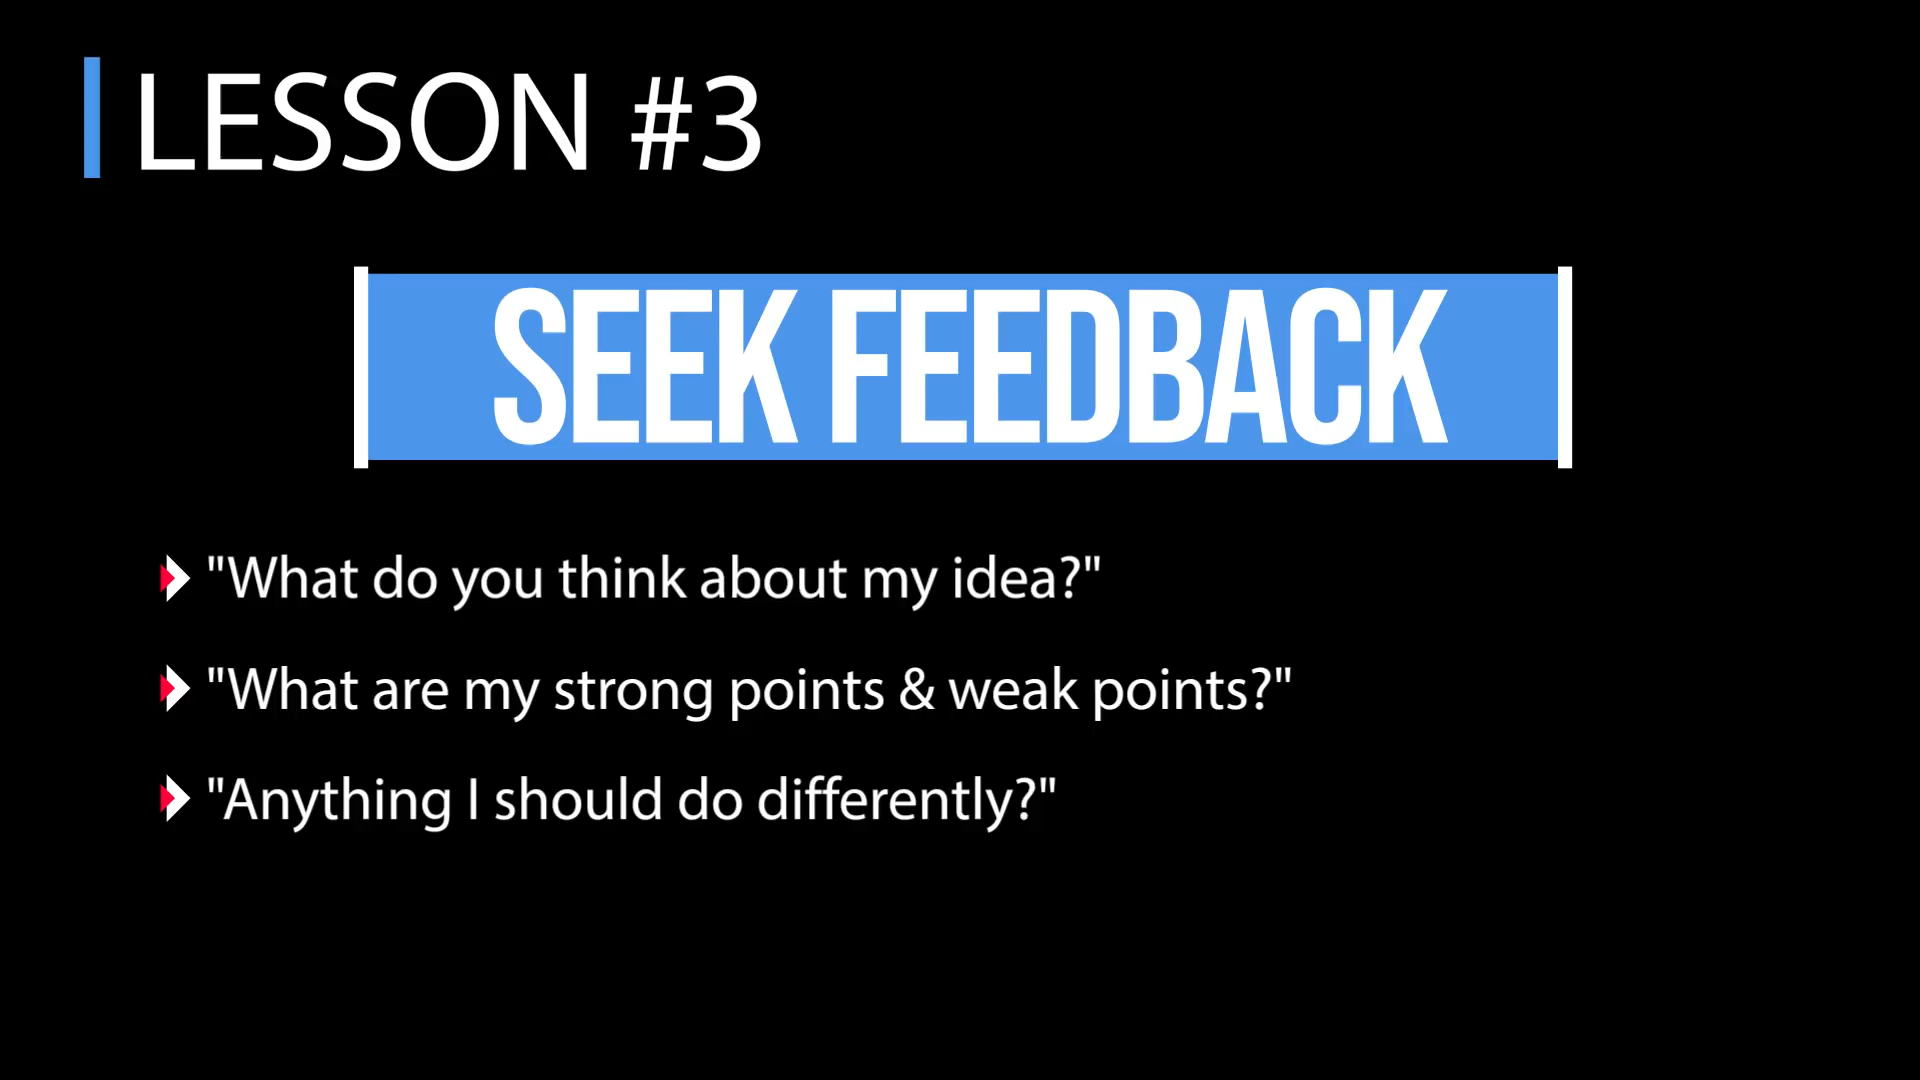 LESSON #3
SEEK FEEDBACK
"What do you think about my idea?"
"What are my strong points & weak points?"
"Anything I should do differently?"